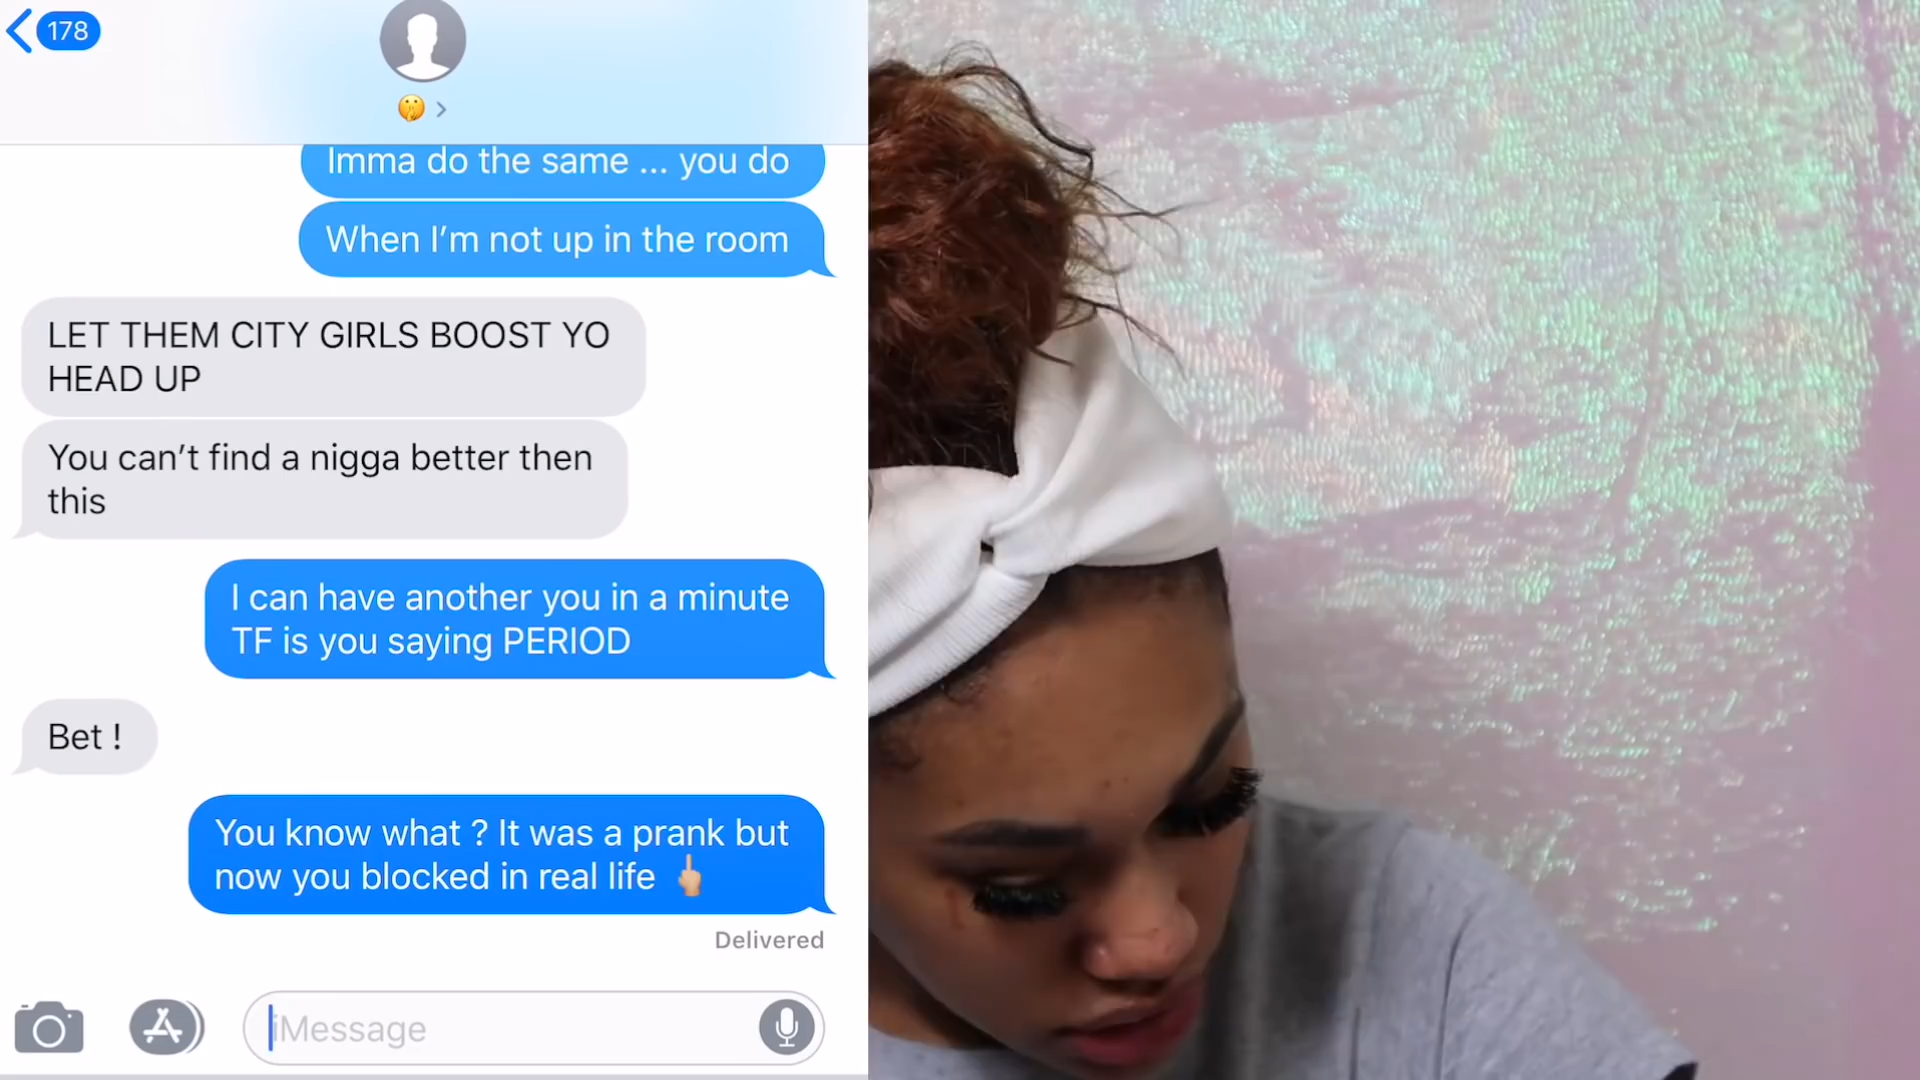 178
Imma do the same ... you do
When I’m not up in the room
LET THEM CITY GIRLS BOOST YO
HEAD UP
You can’t find a nigga better then
this
I can have another you in a minute
TF is you saying PERIOD
Bet !
You know what ? It was a prank but
now you blocked in real life 🖕🏼
Delivered
iMessage